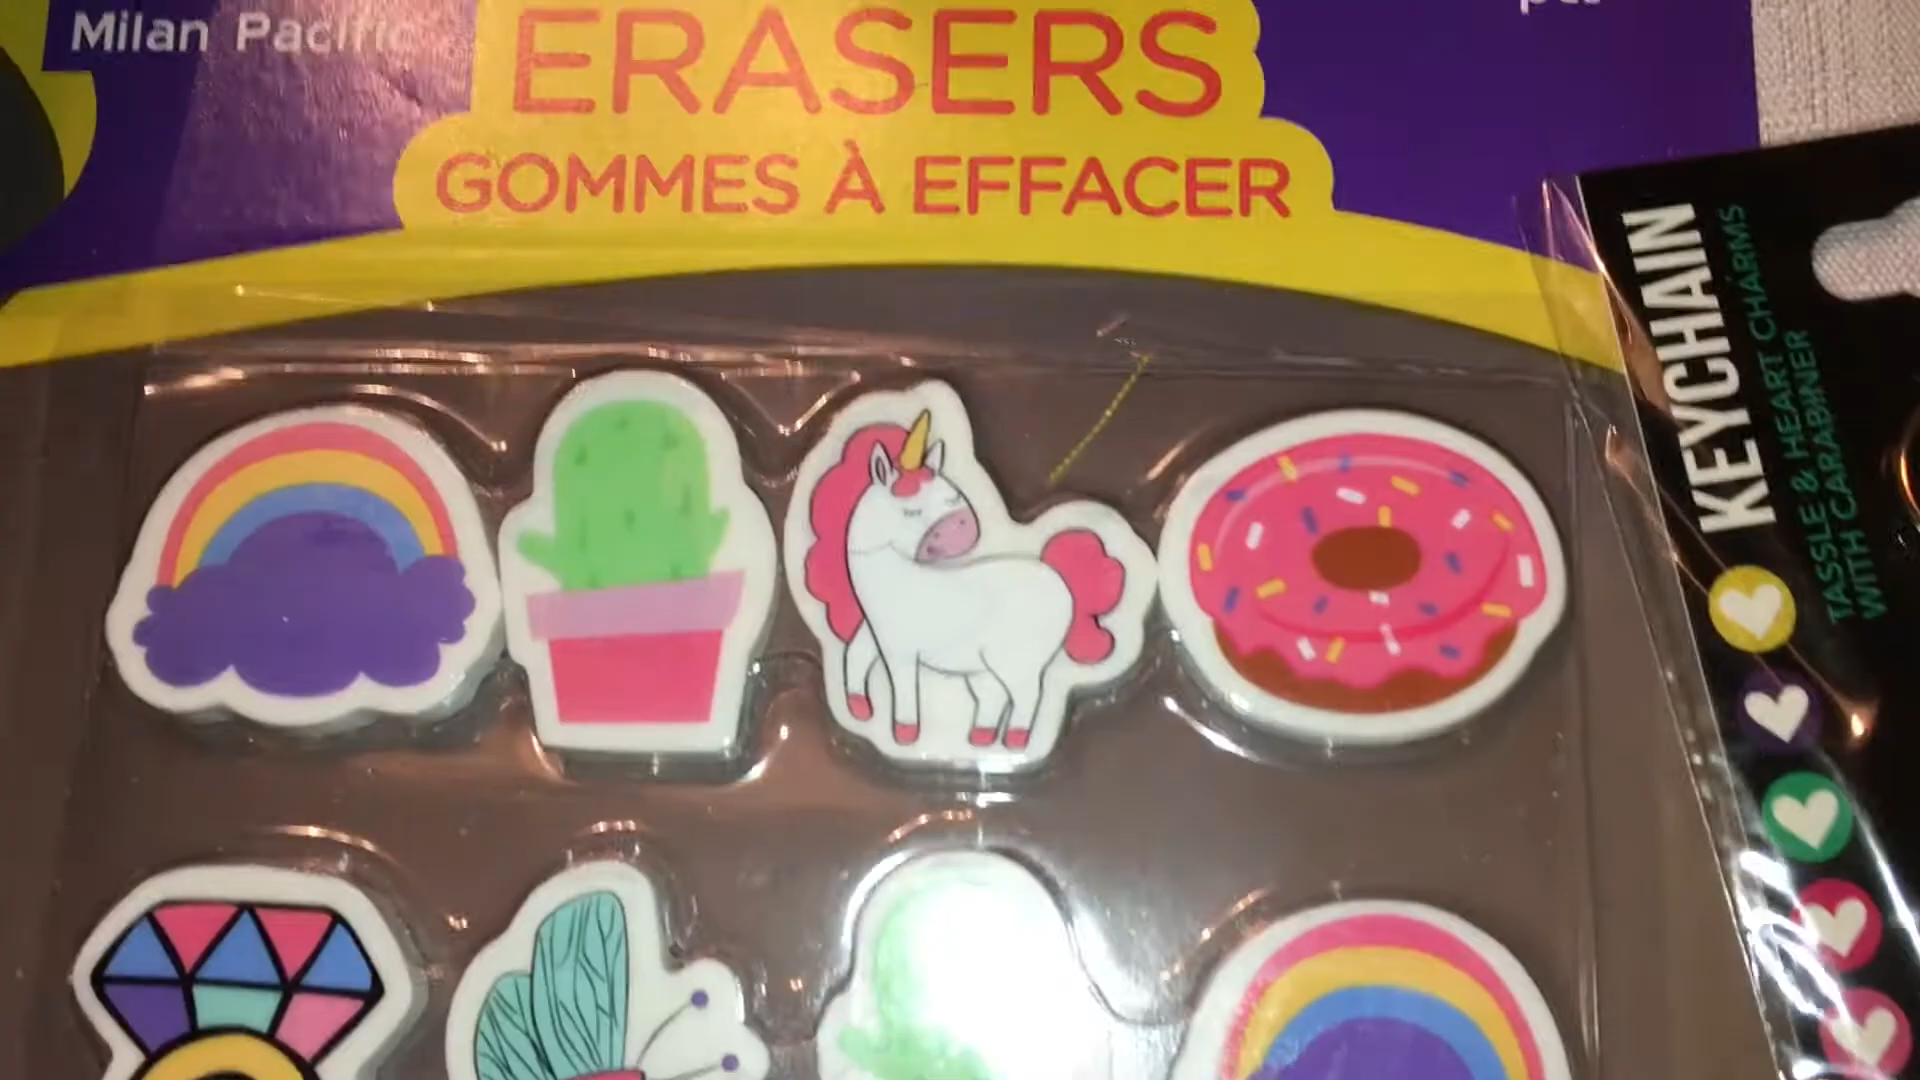 Milan Pacific
ERASERS
GOMMES À EFFACER
KEYCHAIN
TASSLE & HEART CHARMS
WITH CARABINER